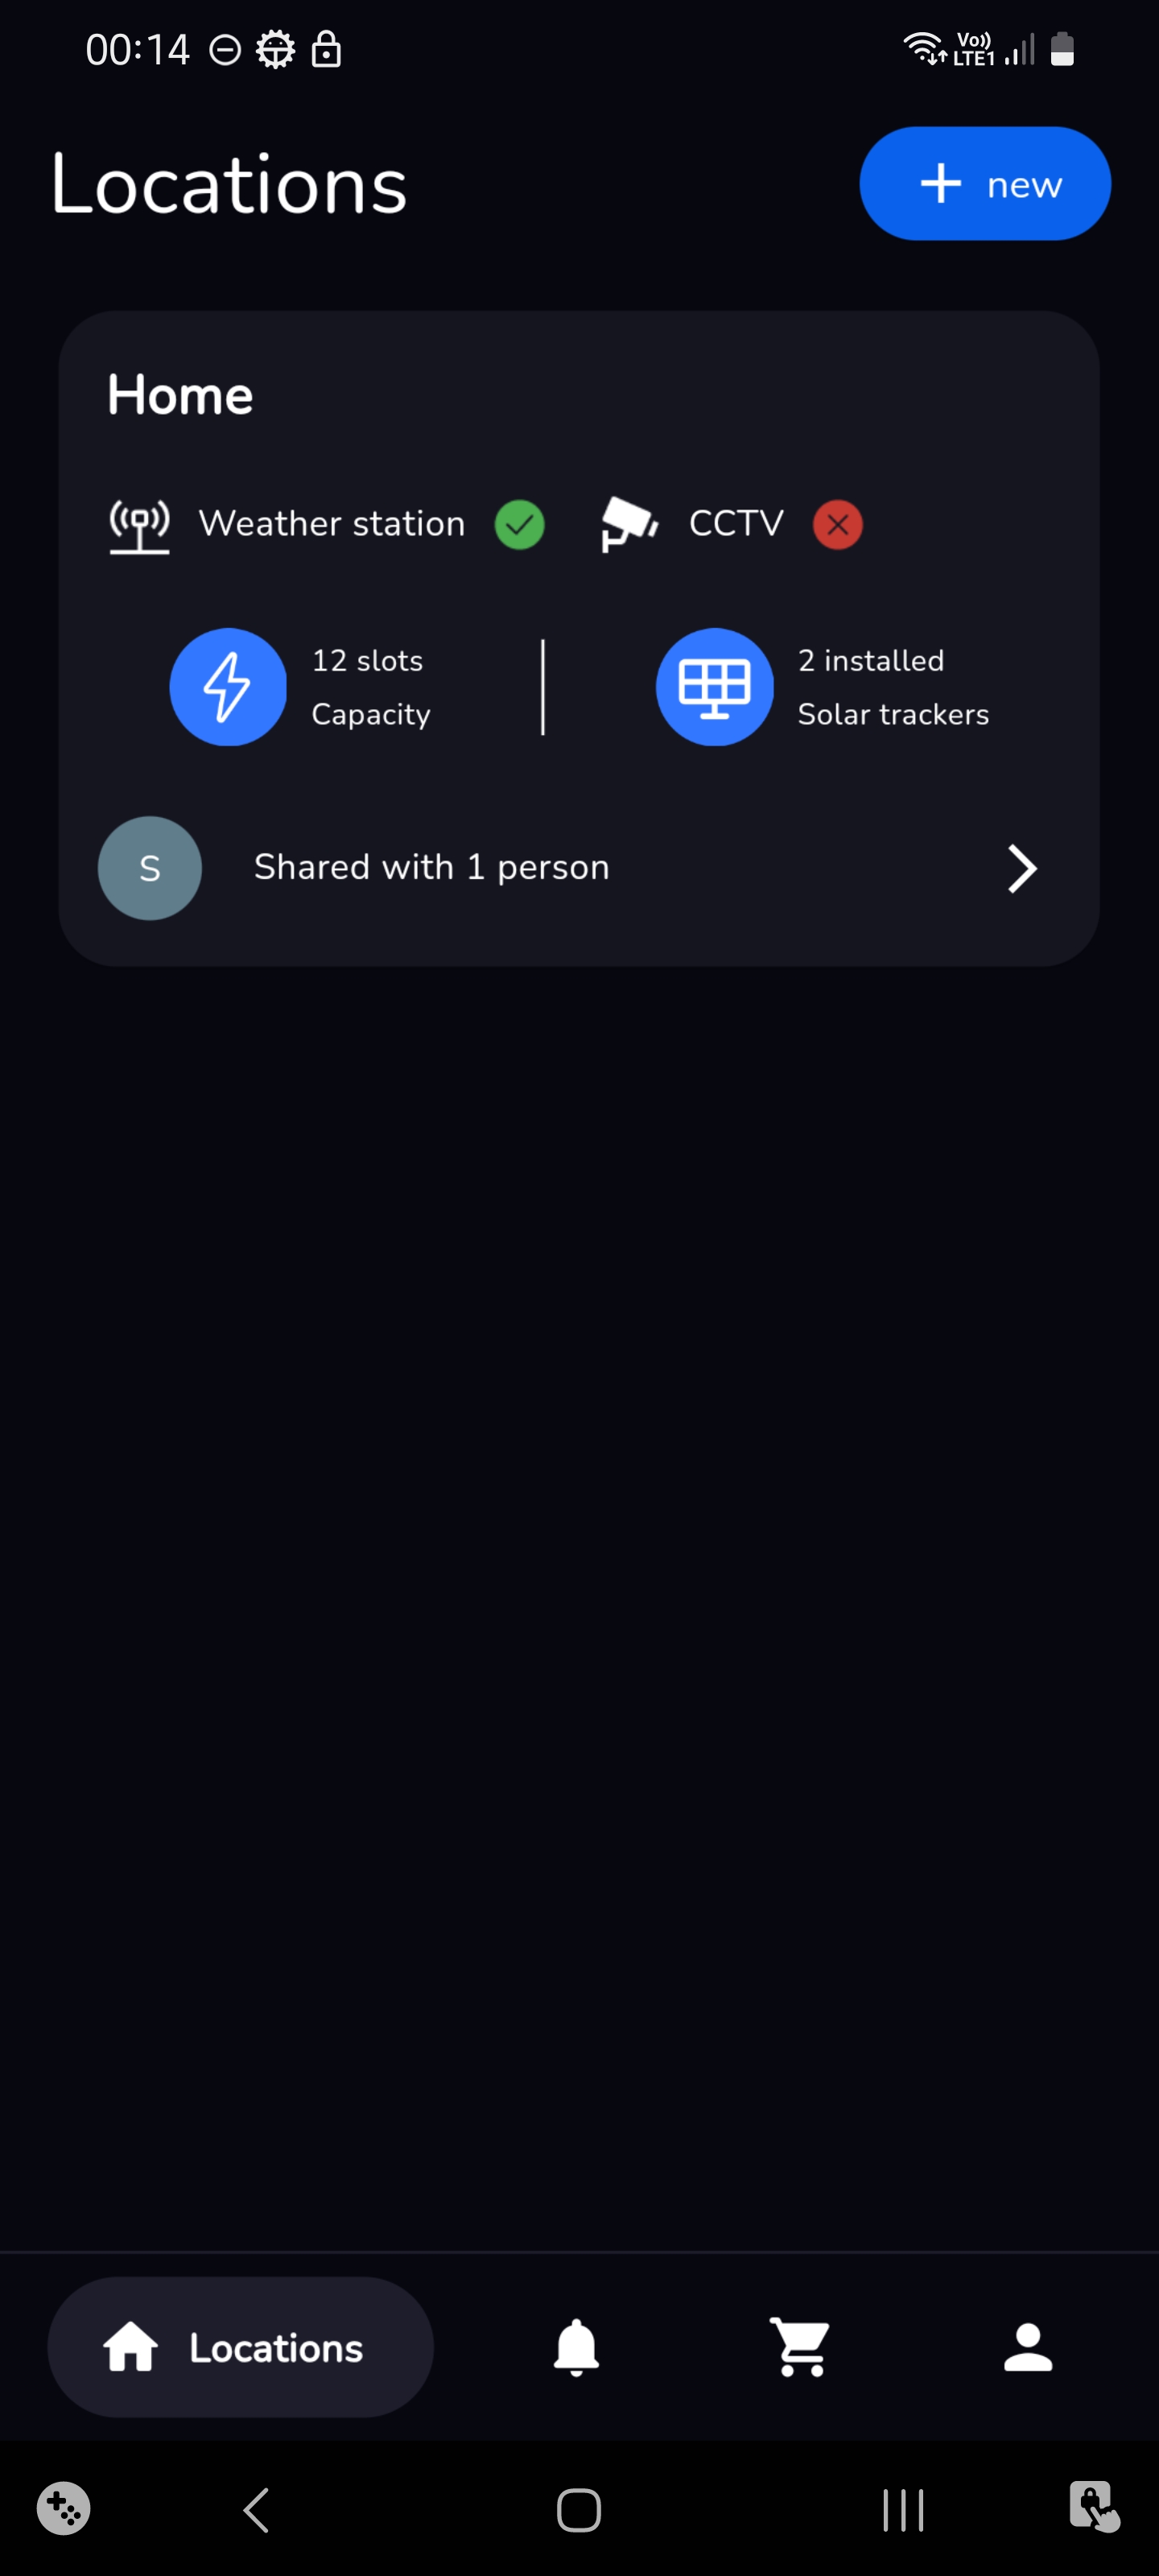 00:14
Vo)) LTE1
Locations
+ new
Home
Weather station
CCTV
12 slots
Capacity
2 installed
Solar trackers
S
Shared with 1 person
Locations